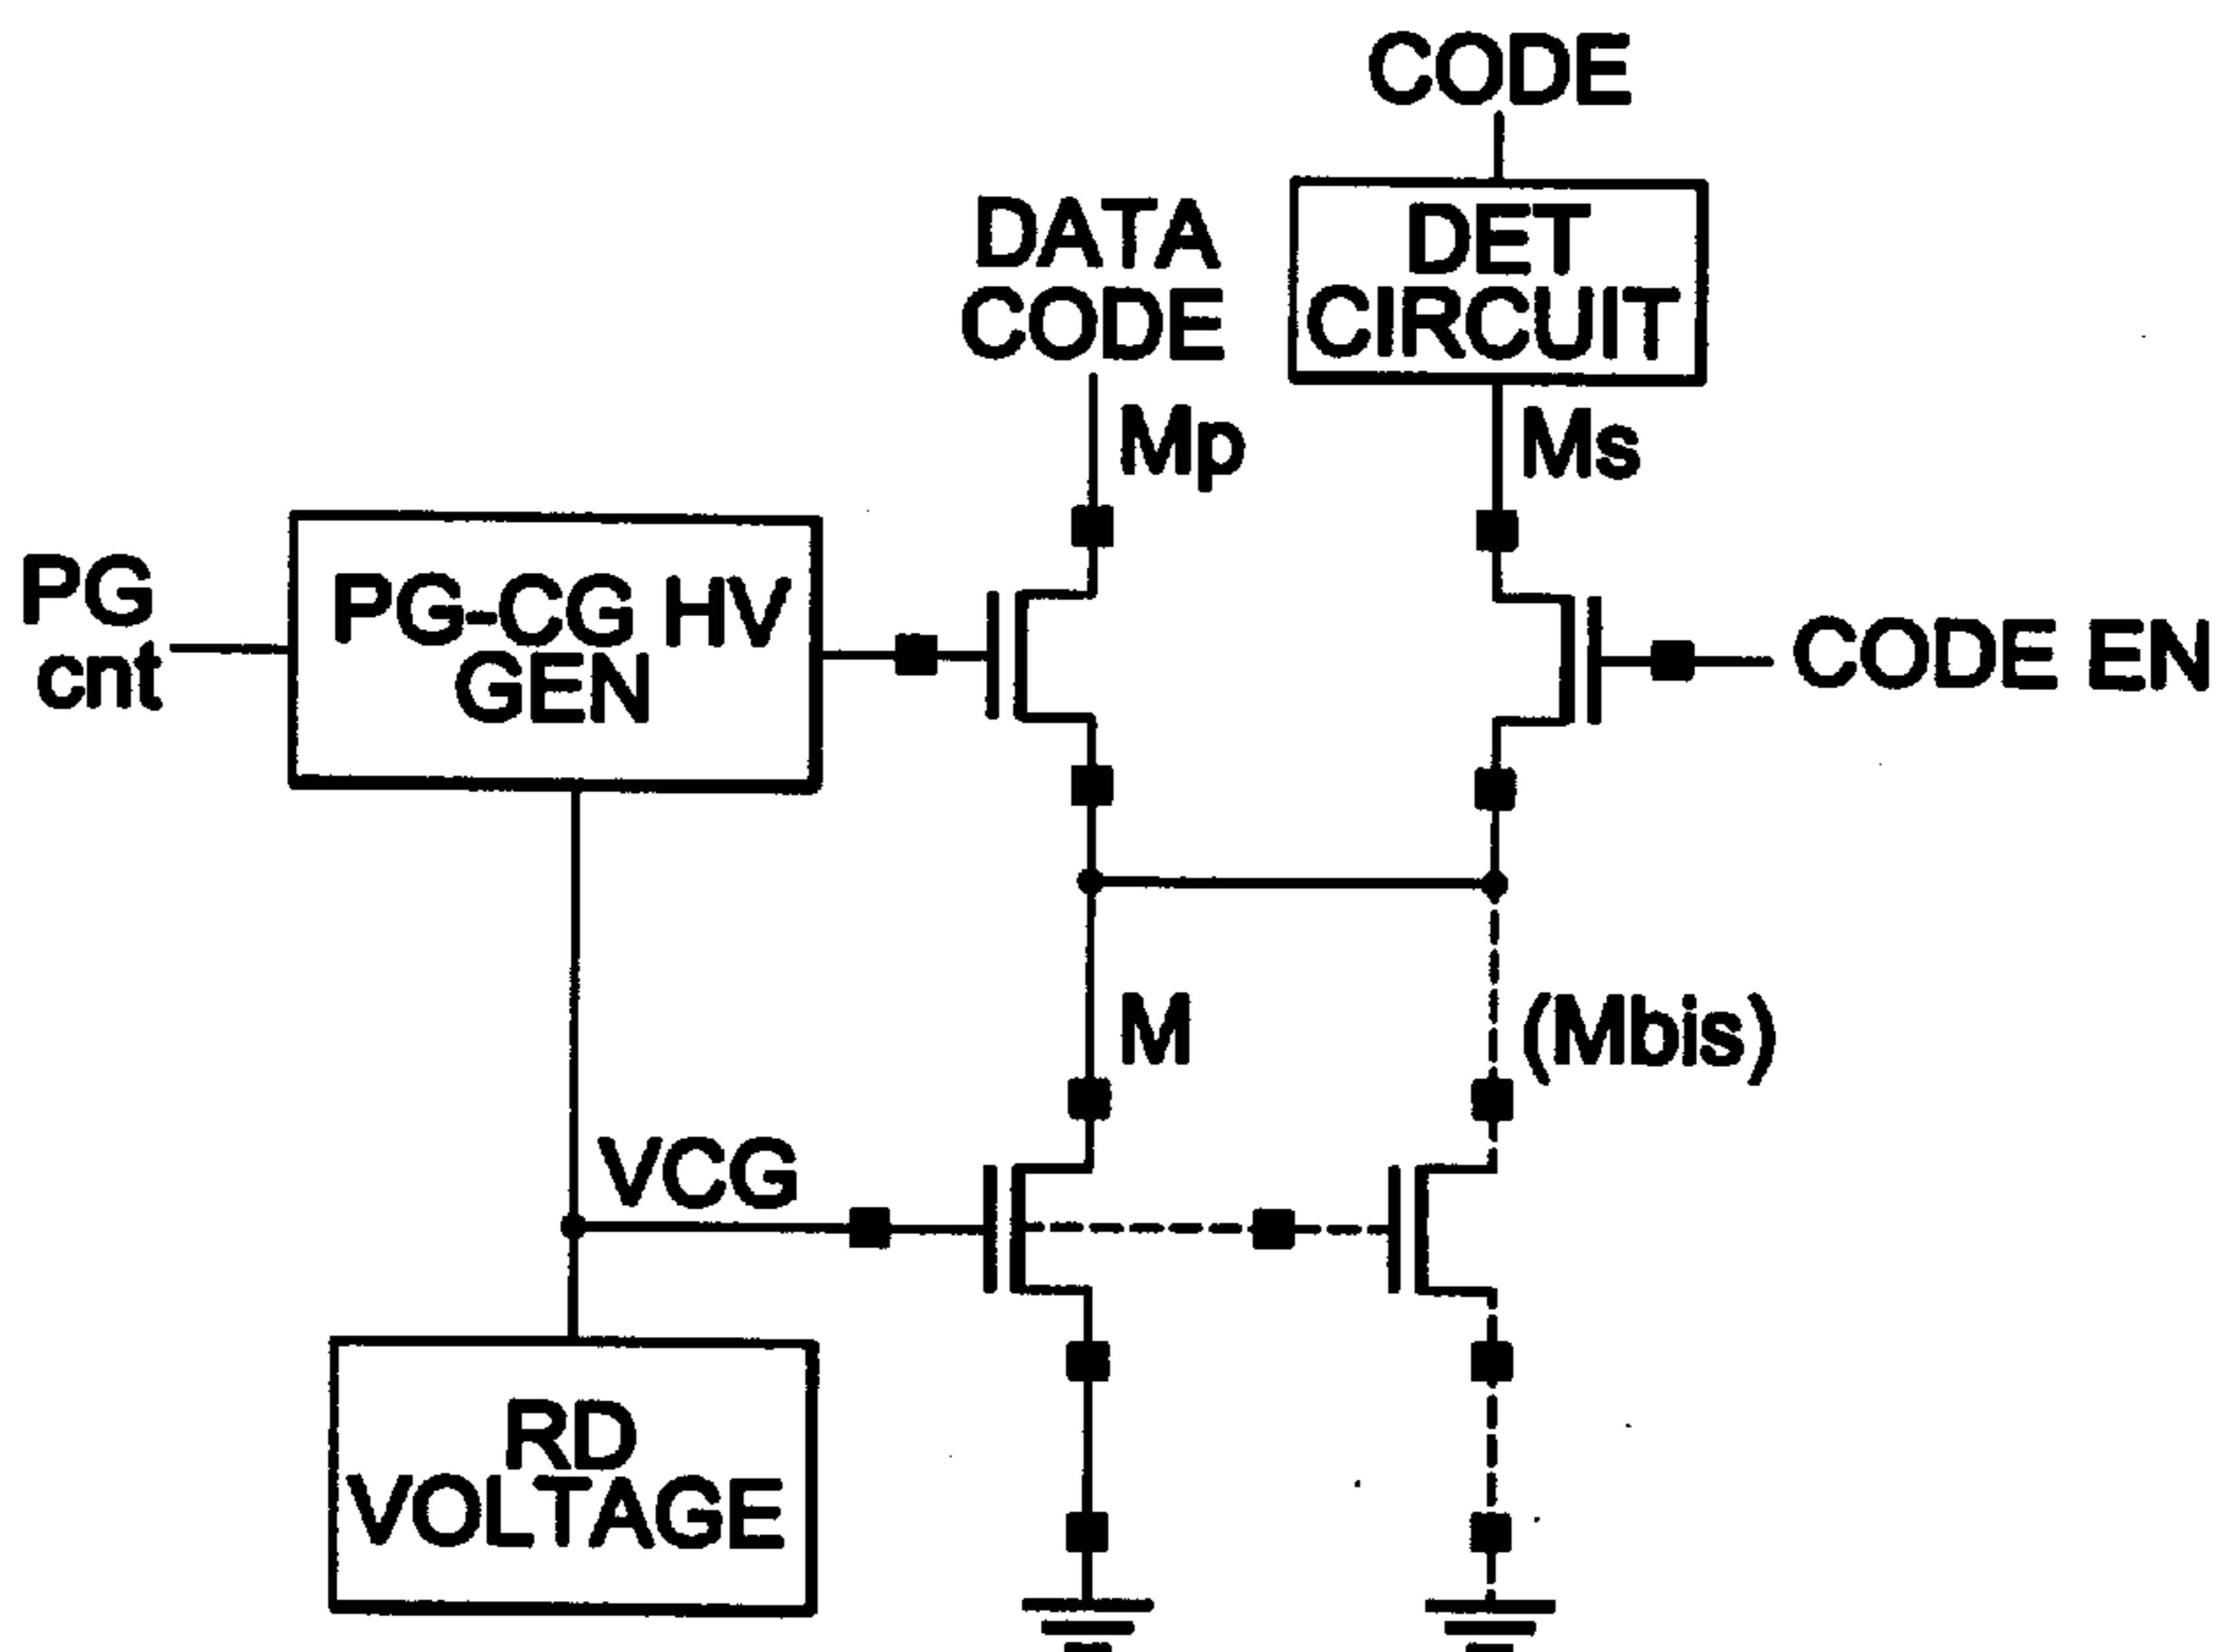 CODE
DET
CIRCUIT
DATA
CODE
Mp
Ms
PG
cnt
PG-CG HV
GEN
CODE EN
M
(Mbis)
VCG
RD
VOLTAGE